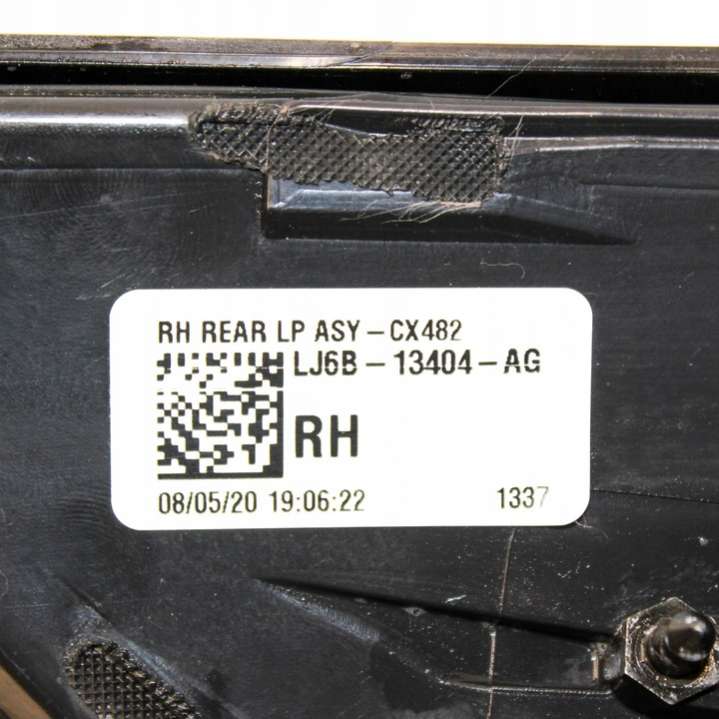 RH REAR LP ASY-CX482
LJ6B-13404-AG
RH
08/05/20 19:06:22 1337